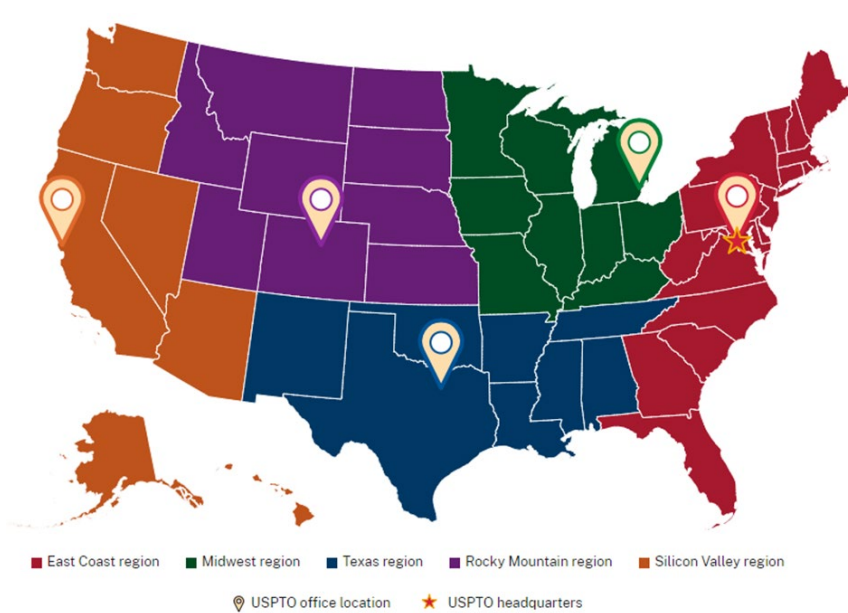 East Coast region Midwest region Texas region Rocky Mountain region Silicon Valley region
USPTO office location USPTO headquarters